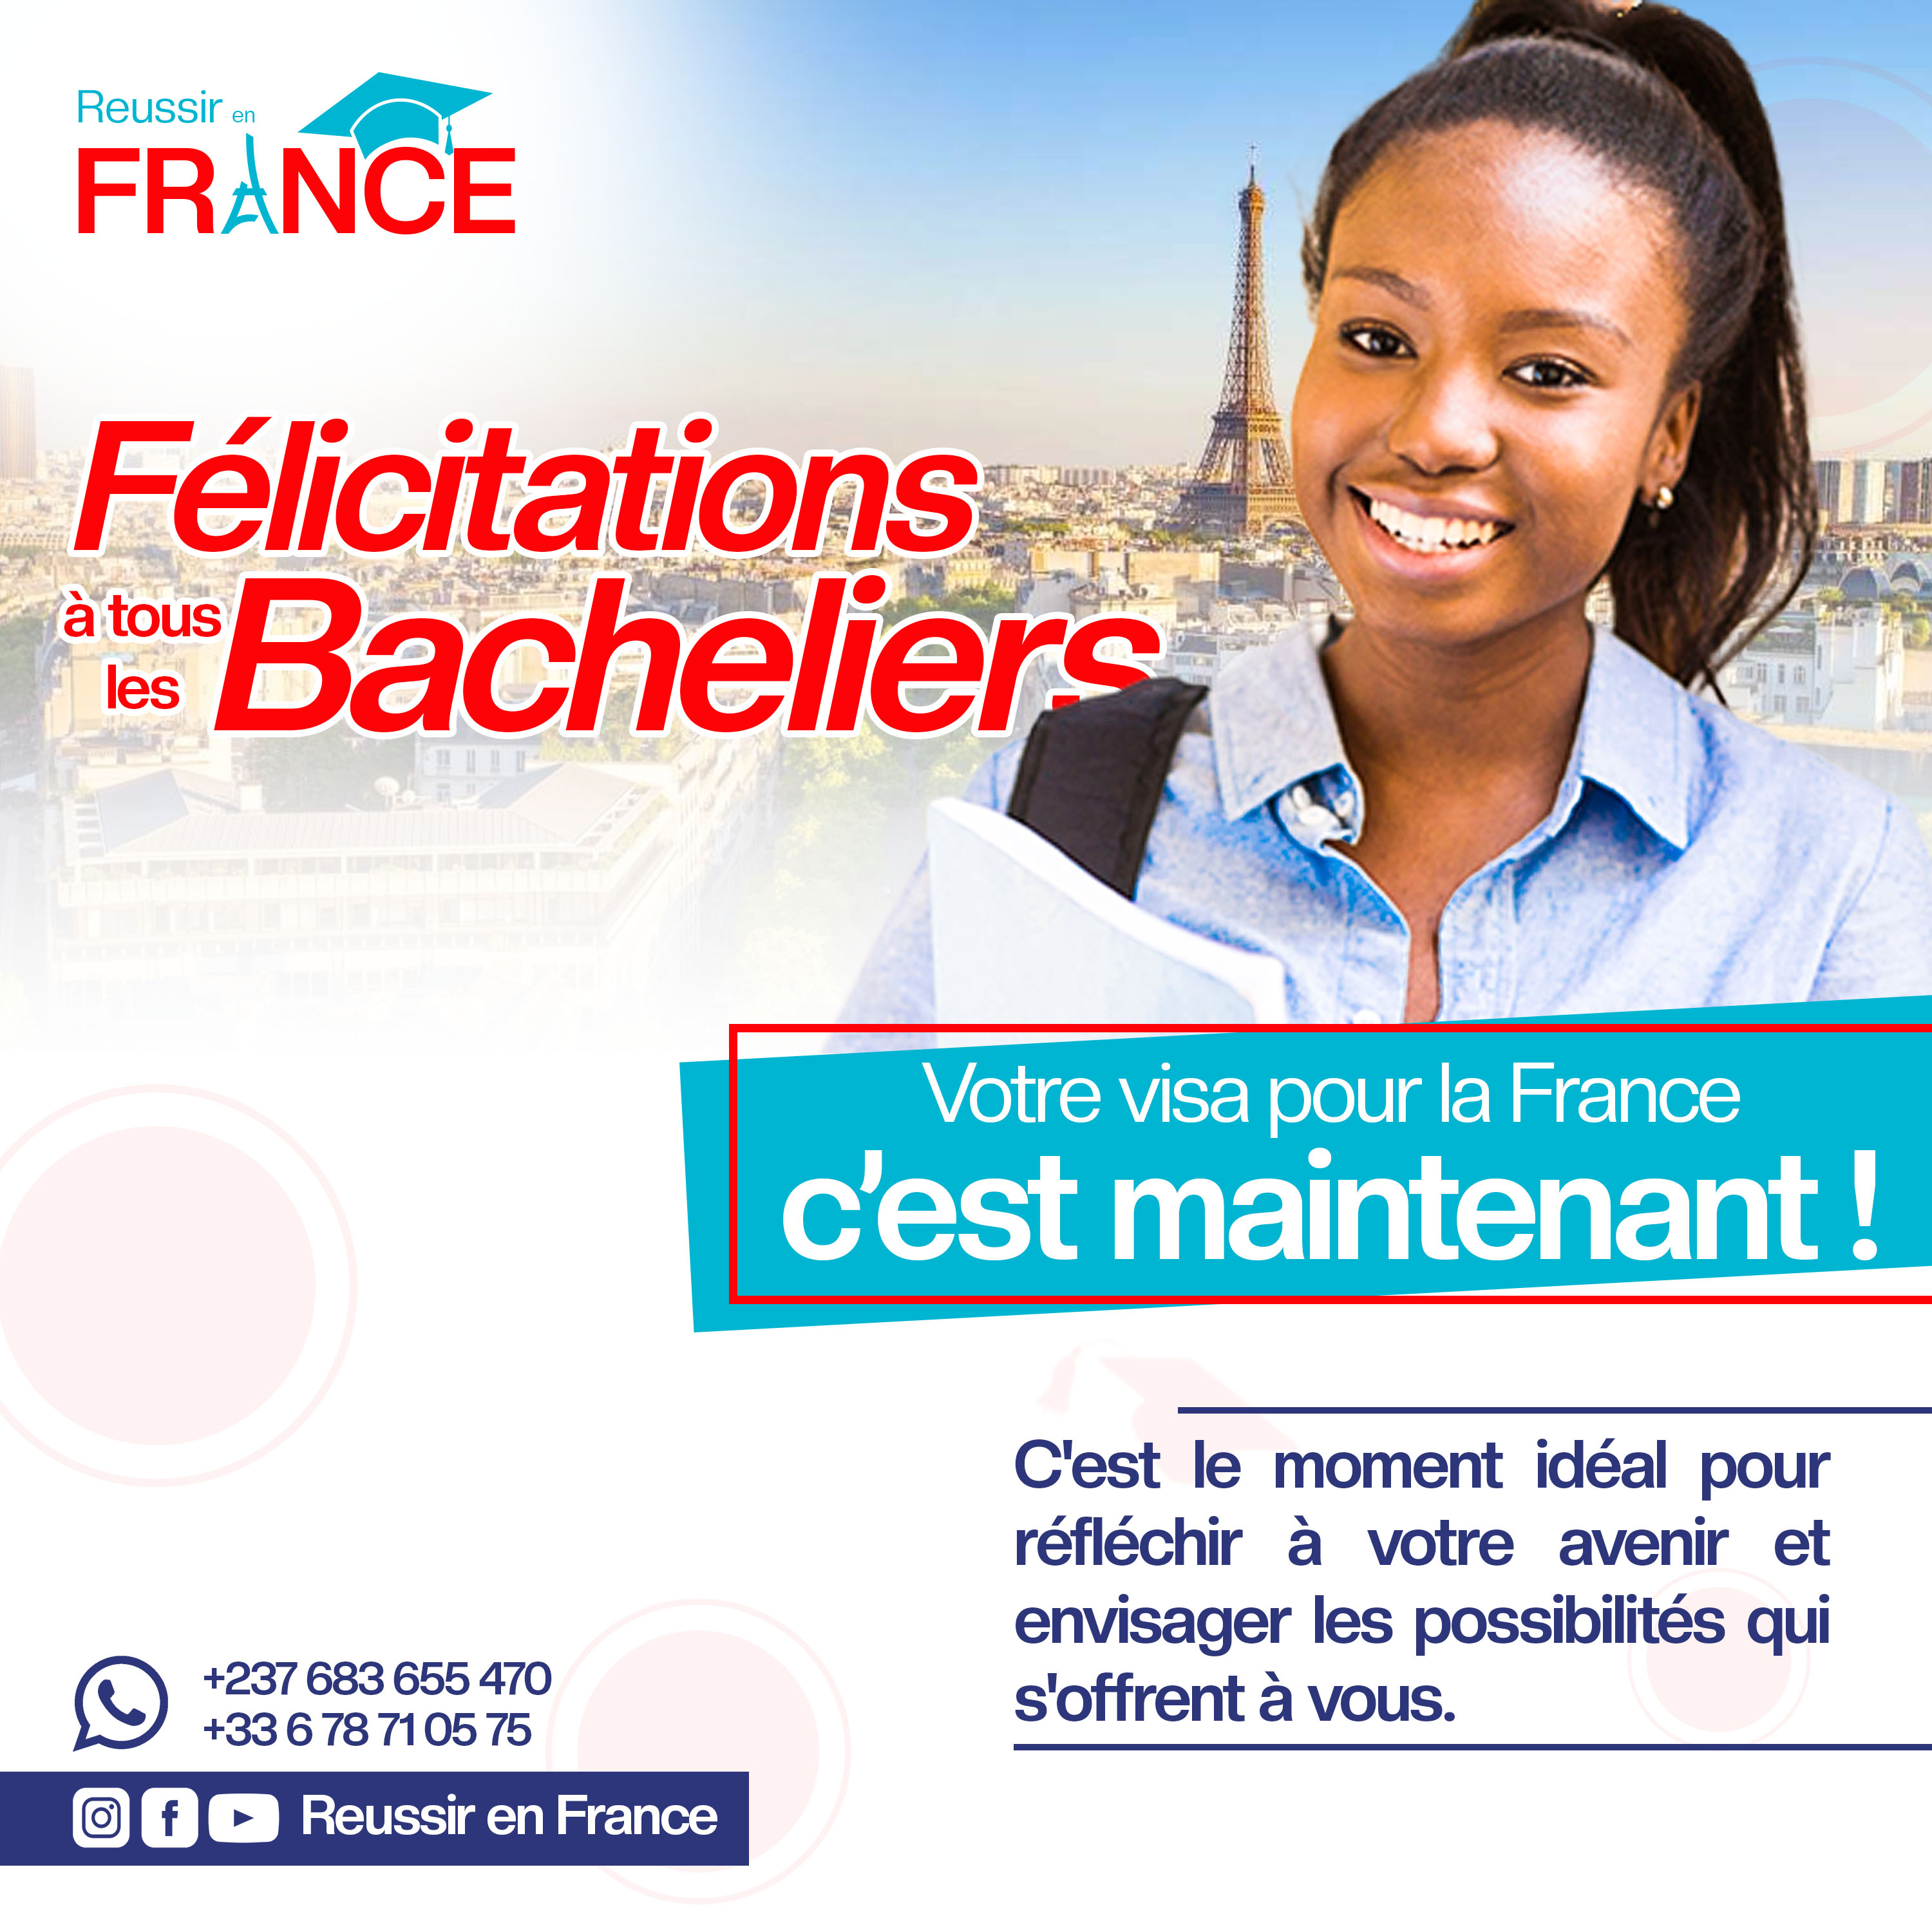 Reussir en
FRANCE
Félicitations
à tous
les
Bacheliers
Votre visa pour la France
c’est maintenant !
C'est le moment idéal pour
réfléchir à votre avenir et
envisager les possibilités qui
s'offrent à vous.
+237 683 655 470
+33 6 78 71 05 75
Reussir en France